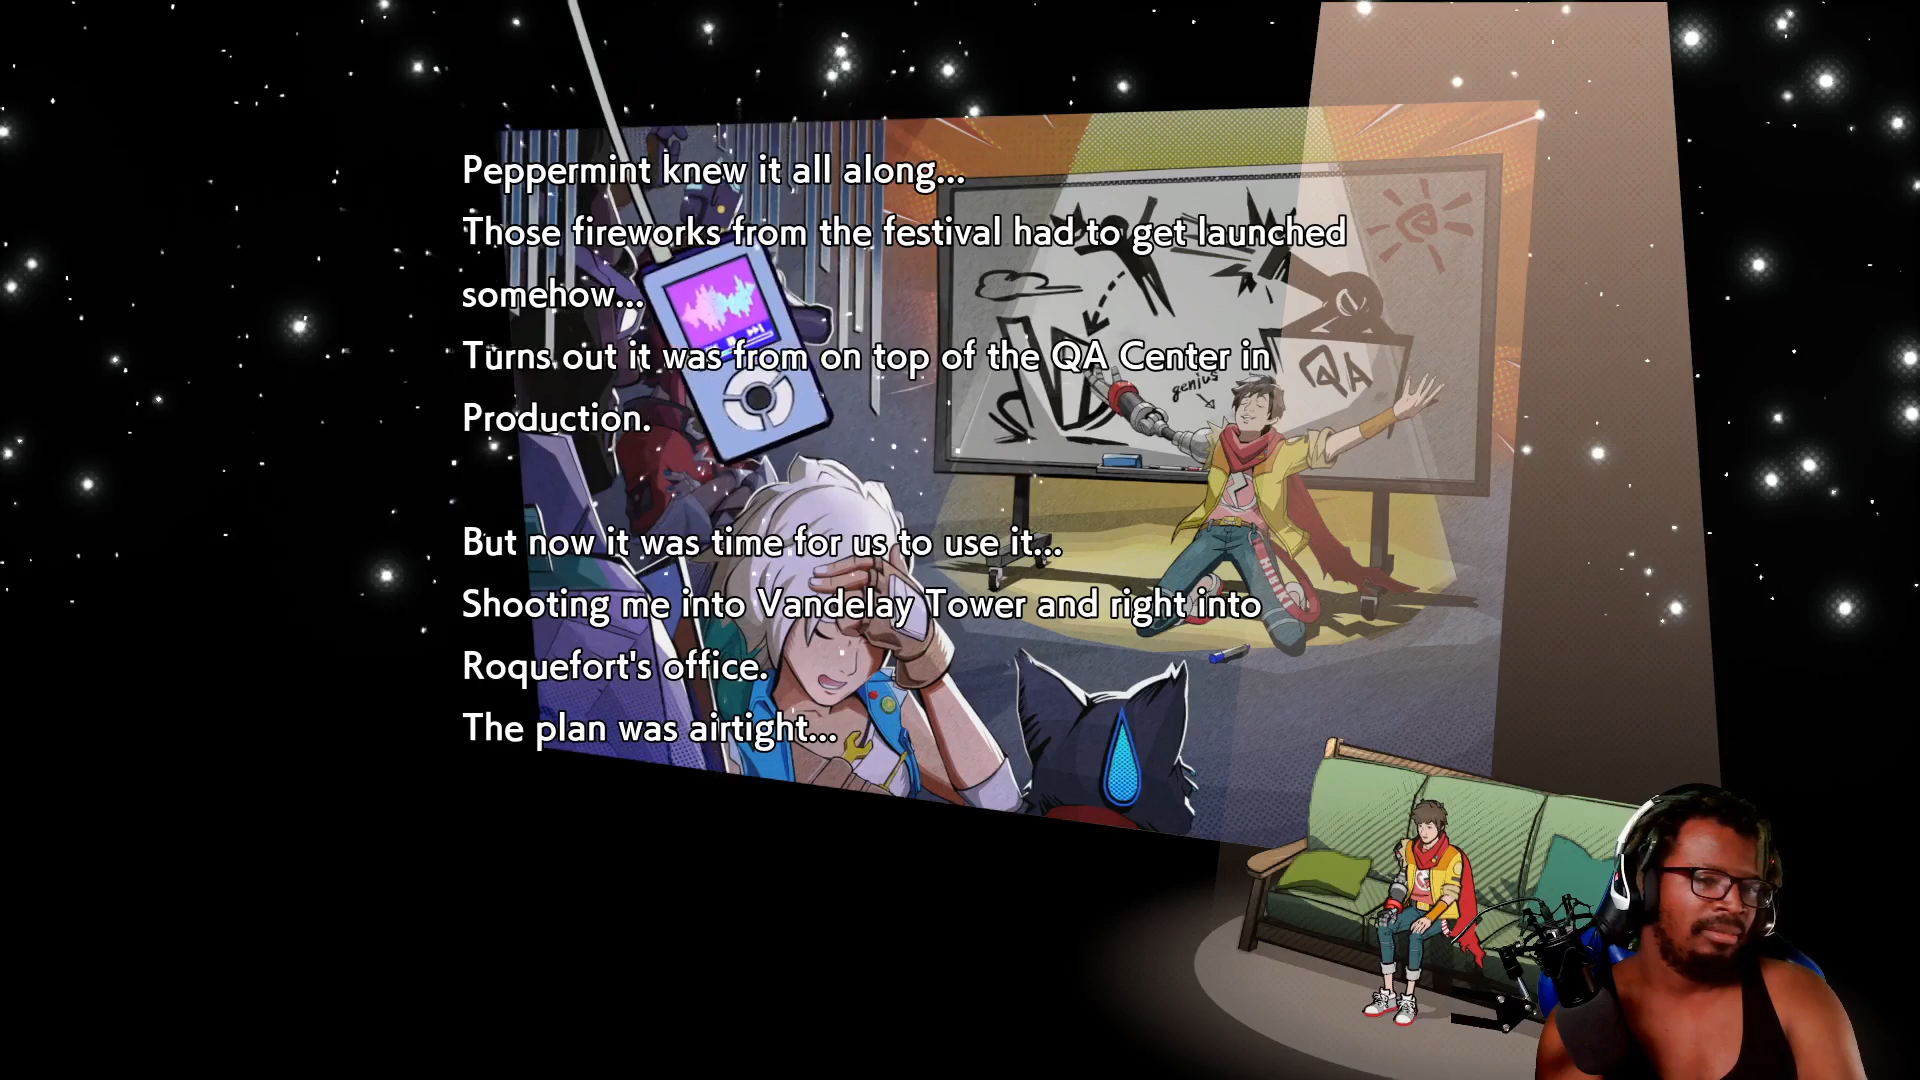 Peppermint knew it all along...
Those fireworks from the festival had to get launched
somehow...
Turns out it was from on top of the QA Center in
Production.
genius
QA
But now it was time for us to use it...
Shooting me into Vandelay Tower and right into
Roquefort's office.
The plan was airtight...